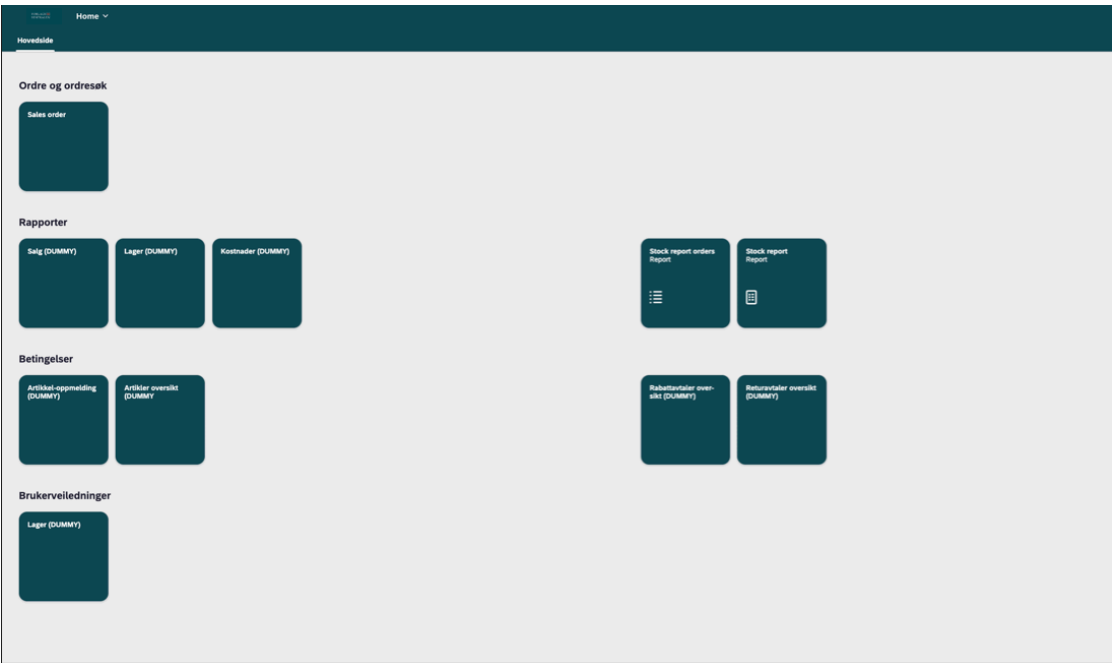 Home
Hovedside
Ordre og ordresøk
Sales order
Rapporter
Salg (DUMMY)
Lager (DUMMY)
Kostnader (DUMMY)
Stock report orders
Report
Stock report
Report
Betingelser
Artikkel-oppmelding
(DUMMY)
Artikler oversikt
(DUMMY
Rabattavtaler over-
sikt (DUMMY)
Returavtaler oversikt
(DUMMY)
Brukerveiledninger
Lager (DUMMY)